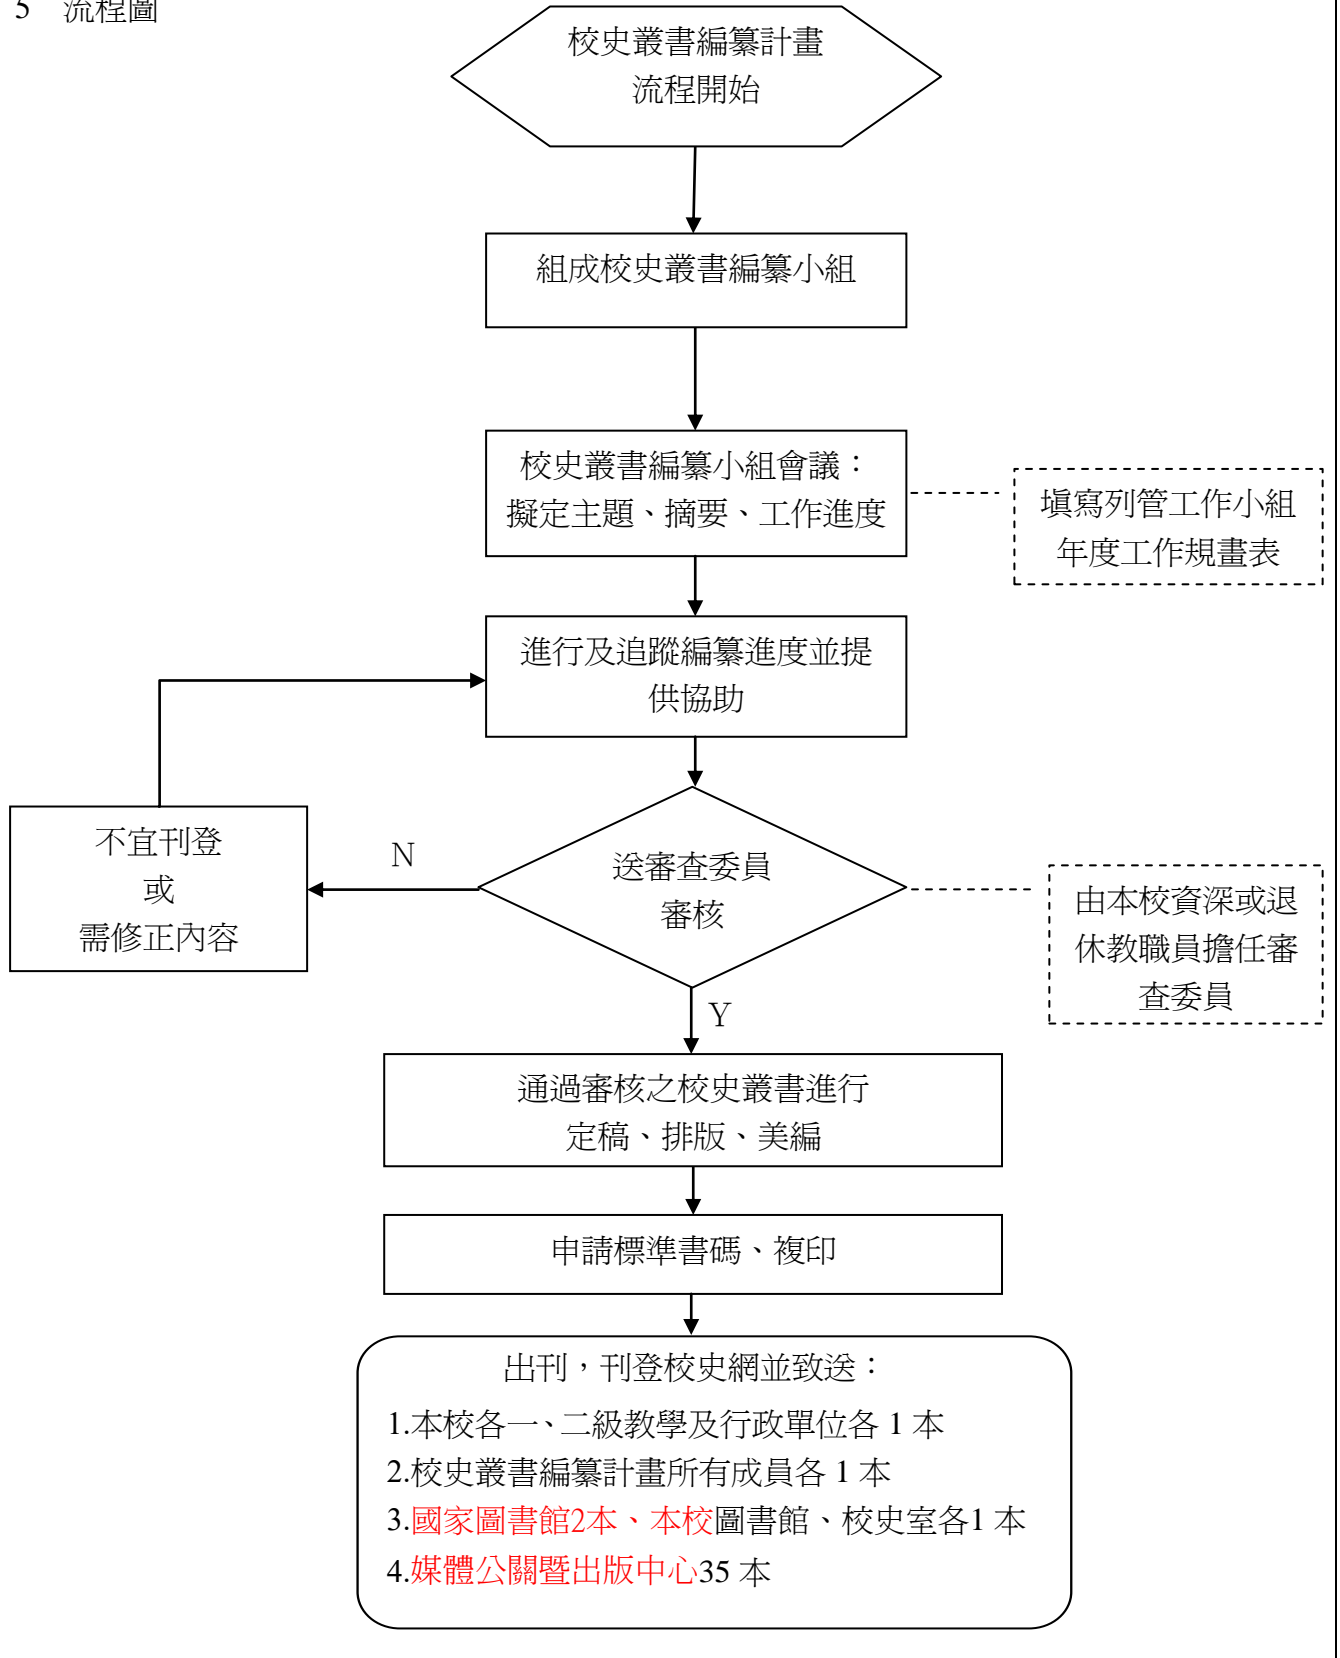 5 流程圖
校史叢書編纂計畫
流程開始
組成校史叢書編纂小組
校史叢書編纂小組會議：
擬定主題、摘要、工作進度
填寫列管工作小組
年度工作規畫表
進行及追蹤編纂進度並提
供協助
不宜刊登
或
需修正內容
N
送審查委員
審核
由本校資深或退
休教職員擔任審
查委員
Y
通過審核之校史叢書進行
定稿、排版、美編
申請標準書碼、複印
出刊，刊登校史網並致送：
1.本校各一、二級教學及行政單位各 1 本
2.校史叢書編纂計畫所有成員各 1 本
3.國家圖書館2本、本校圖書館、校史室各1 本
4.媒體公關暨出版中心35 本